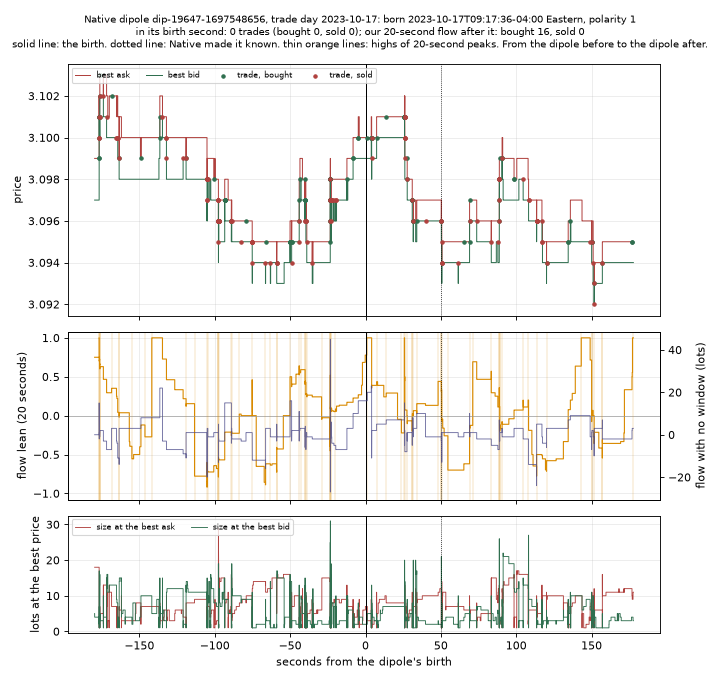 Native dipole dip-19647-1697548656, trade day 2023-10-17: born 2023-10-17T09:17:36-04:00 Eastern, polarity 1
in its birth second: 0 trades (bought 0, sold 0); our 20-second flow after it: bought 16, sold 0
solid line: the birth. dotted line: Native made it known. thin orange lines: highs of 20-second peaks. From the dipole before to the dipole after.
best ask
best bid
trade, bought
trade, sold
3.102
3.100
3.098
3.096
3.094
3.092
price
1.0
0.5
0.0
−0.5
−1.0
flow lean (20 seconds)
40
20
0
−20
flow with no window (lots)
size at the best ask
size at the best bid
30
20
10
0
lots at the best price
−150
−100
−50
0
50
100
150
seconds from the dipole's birth